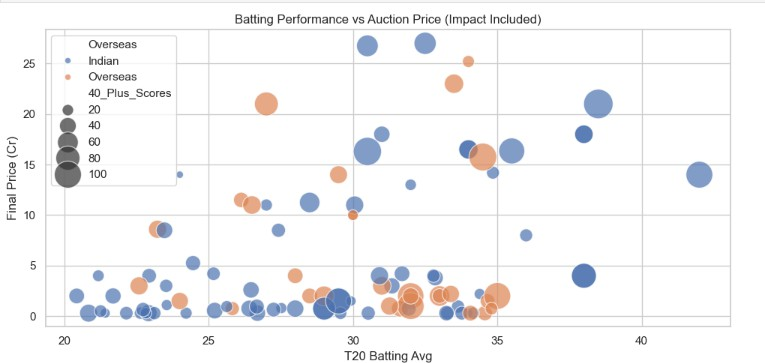 Batting Performance vs Auction Price (Impact Included)
Final Price (Cr)
25
20
15
10
5
0
Overseas
Indian
Overseas
40_Plus_Scores
20
40
60
80
100
20
25
30
35
40
T20 Batting Avg